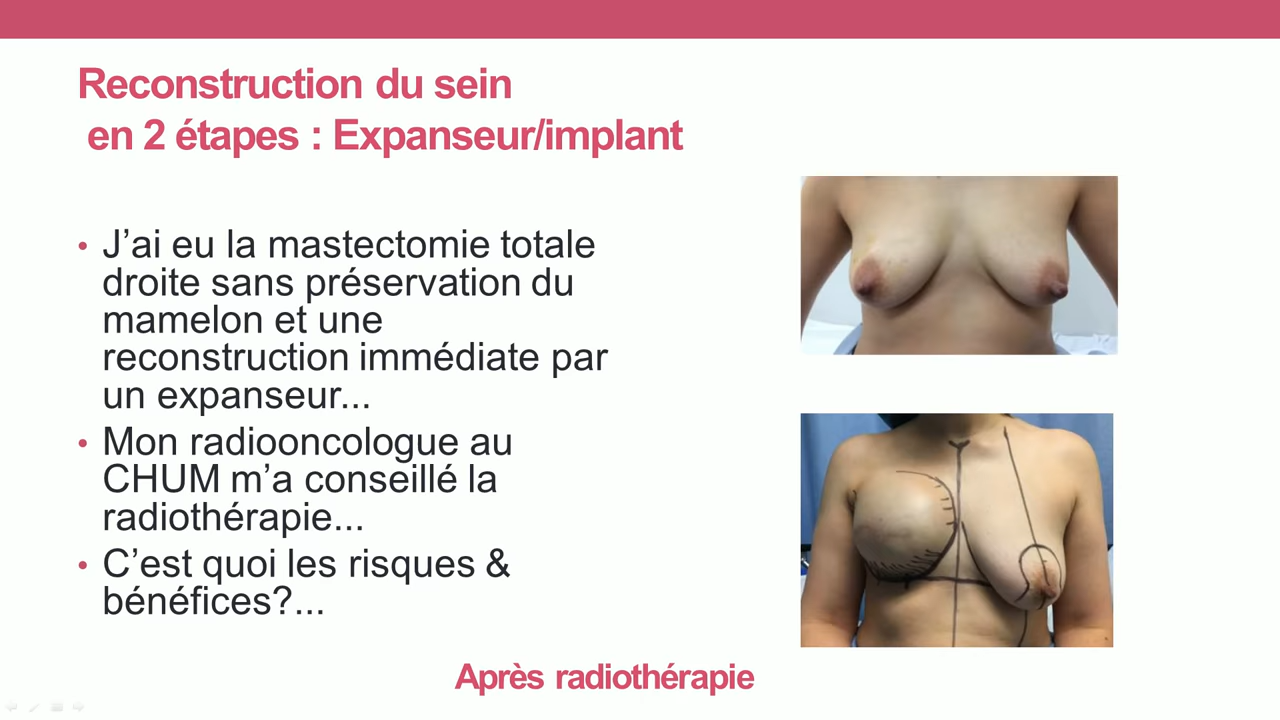 Reconstruction du sein
en 2 étapes : Expanseur/implant
• J’ai eu la mastectomie totale
droite sans préservation du
mamelon et une
reconstruction immédiate par
un expanseur...
• Mon radiooncologue au
CHUM m’a conseillé la
radiothérapie...
• C’est quoi les risques &
bénéfices?...
Après radiothérapie